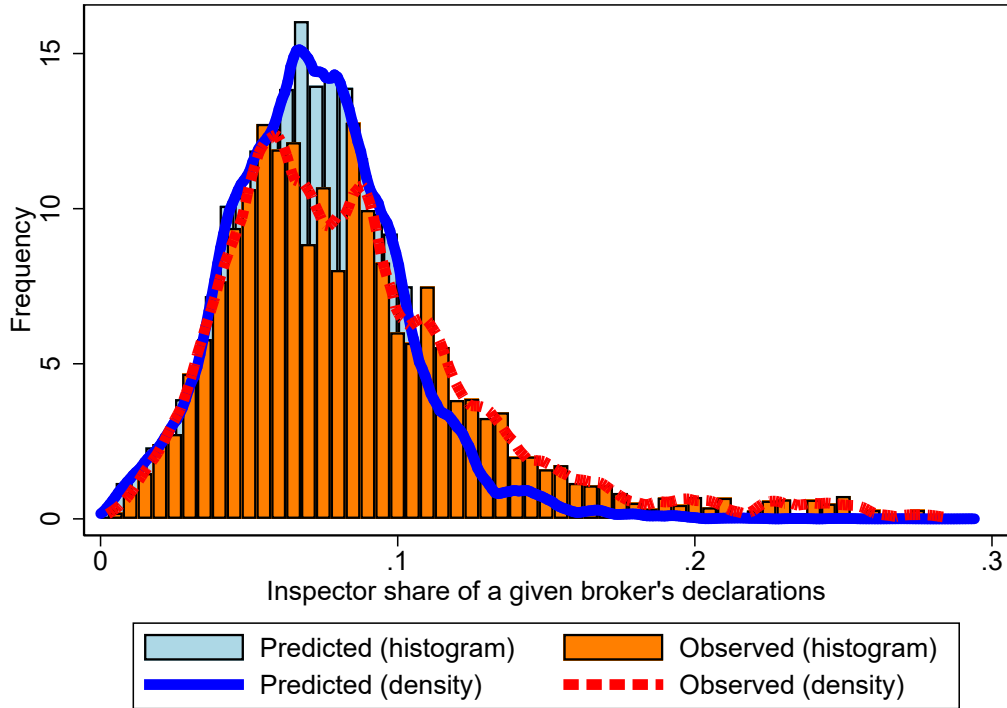 15
10
5
0
Frequency
0 .1 .2 .3
Inspector share of a given broker's declarations
Predicted (histogram) Observed (histogram)
Predicted (density) Observed (density)